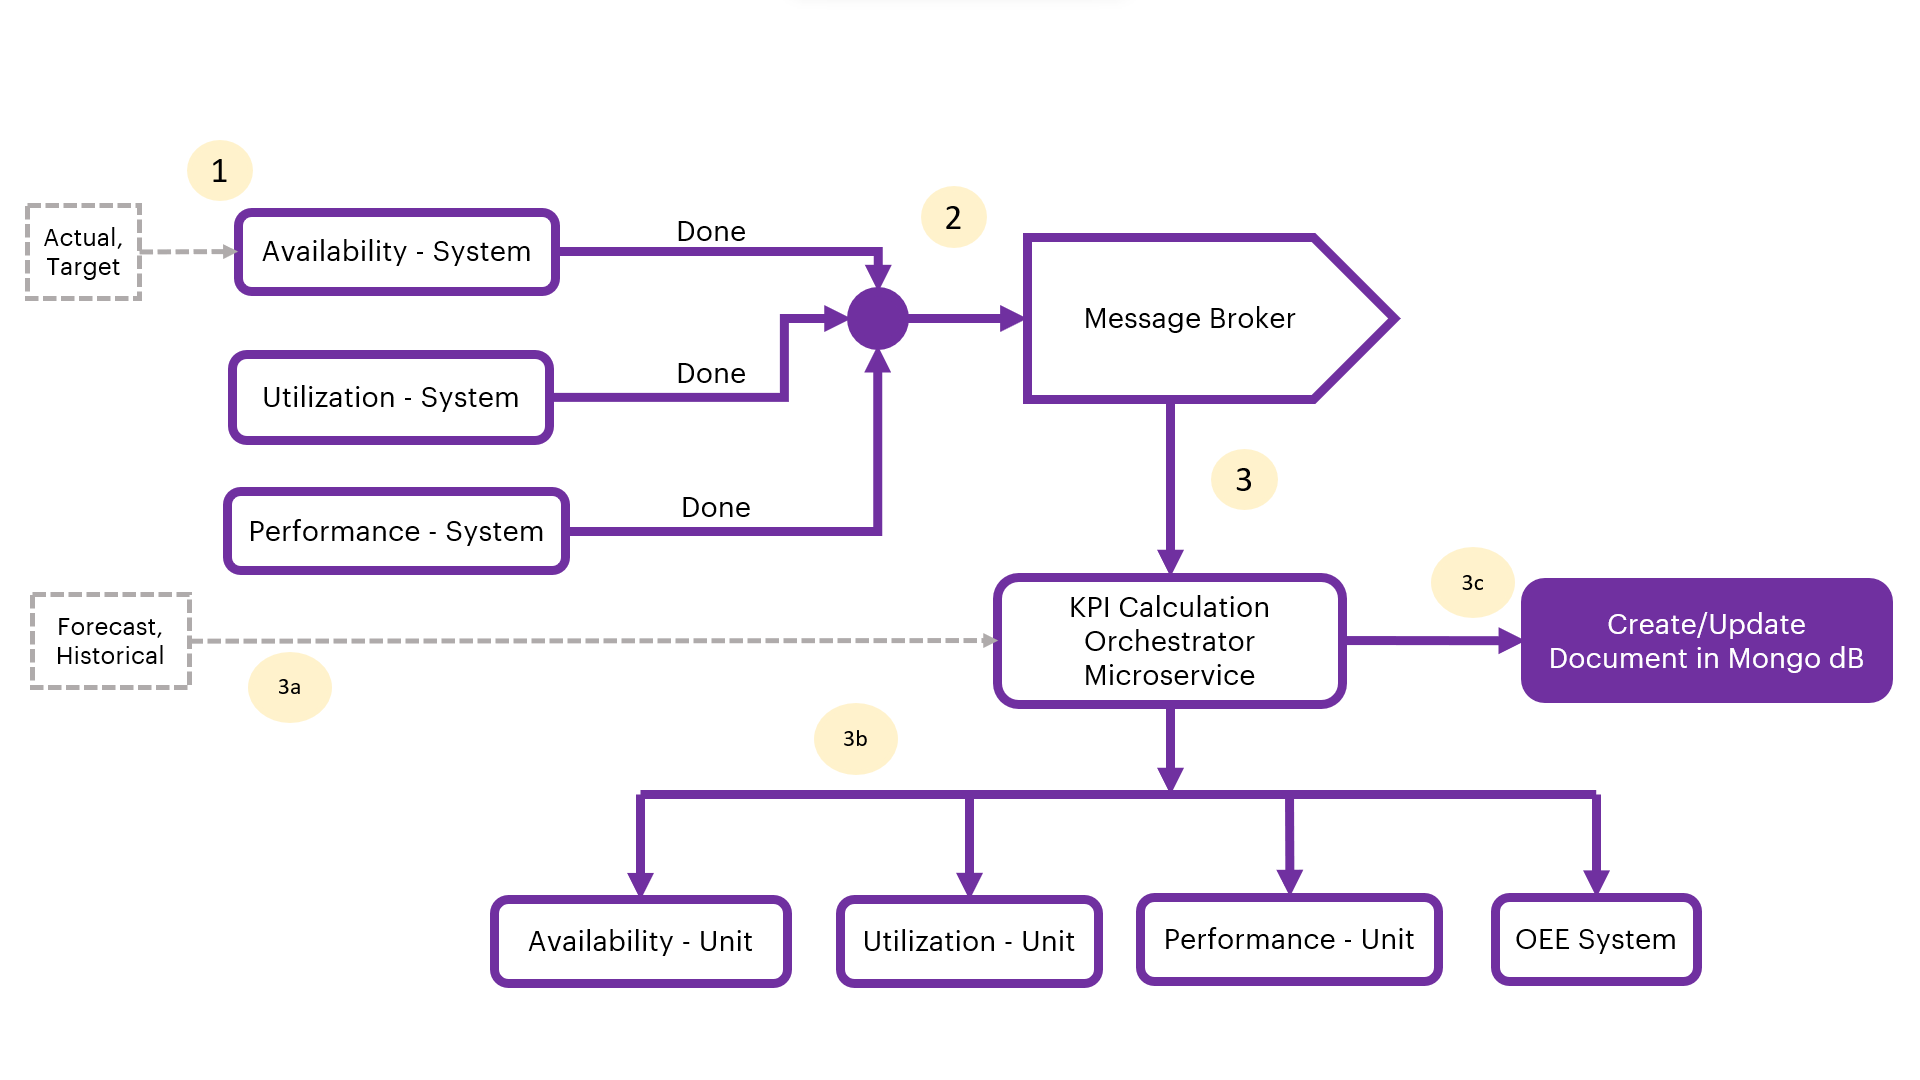 1
Actual,
Target
Availability - System
Done
2
Message Broker
Utilization - System
Done
Performance - System
Done
3
Forecast,
Historical
3a
KPI Calculation
Orchestrator
Microservice
3c
Create/Update
Document in Mongo dB
3b
Availability - Unit
Utilization - Unit
Performance - Unit
OEE System